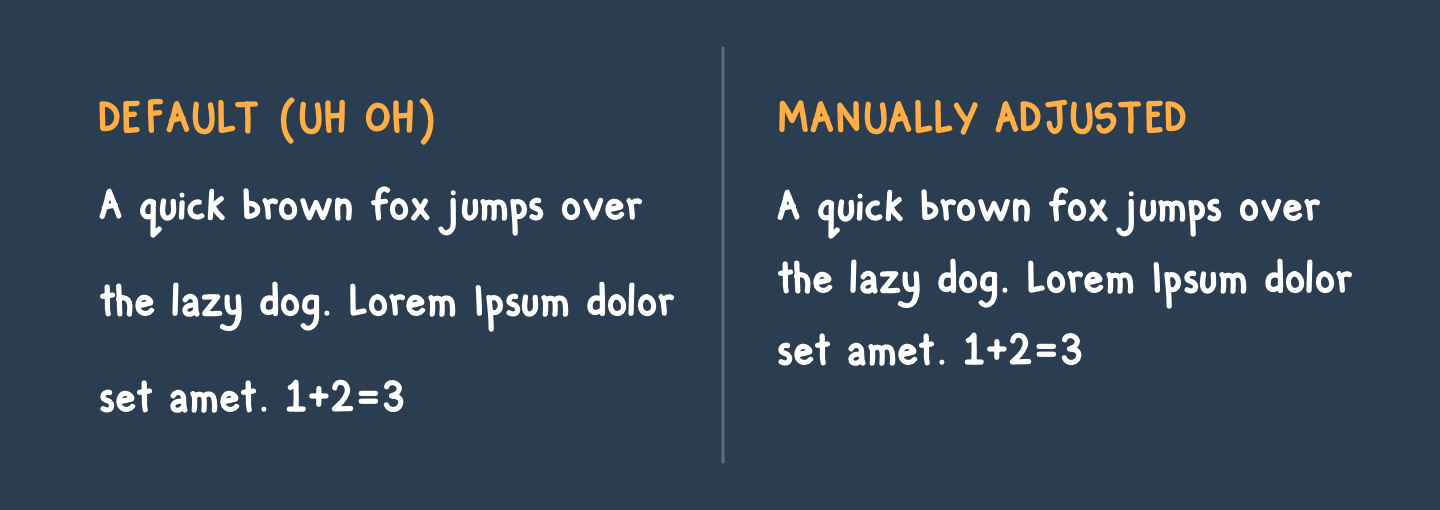 DEFAULT (UH OH)
A quick brown fox jumps over
the lazy dog. Lorem Ipsum dolor
set amet. 1+2=3
MANUALLY ADJUSTED
A quick brown fox jumps over
the lazy dog. Lorem Ipsum dolor
set amet. 1+2=3